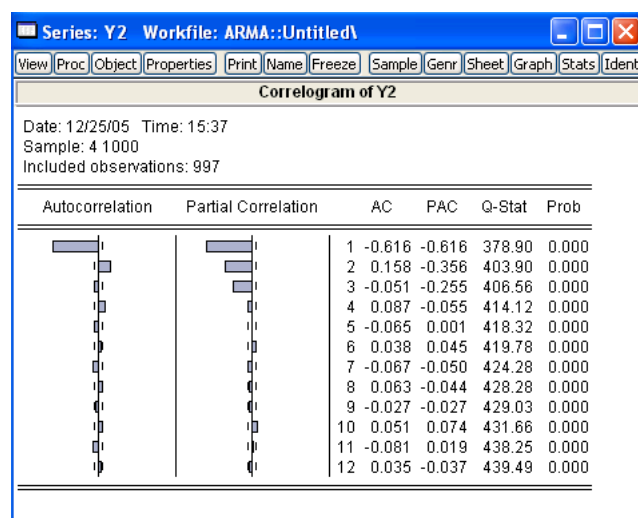 Series: Y2 Workfile: ARMA::Untitled\
View Proc Object Properties Print Name Freeze Sample Genr Sheet Graph Stats Ident
Correlogram of Y2
Date: 12/25/05 Time: 15:37
Sample: 4 1000
Included observations: 997
Autocorrelation Partial Correlation AC PAC Q-Stat Prob
1 -0.616 -0.616 378.90 0.000
2 0.158 -0.356 403.90 0.000
3 -0.051 -0.255 406.56 0.000
4 0.087 -0.055 414.12 0.000
5 -0.065 0.001 418.32 0.000
6 0.038 0.045 419.78 0.000
7 -0.067 -0.050 424.28 0.000
8 0.063 -0.044 428.28 0.000
9 -0.027 -0.027 429.03 0.000
10 0.051 0.074 431.66 0.000
11 -0.081 0.019 438.25 0.000
12 0.035 -0.037 439.49 0.000